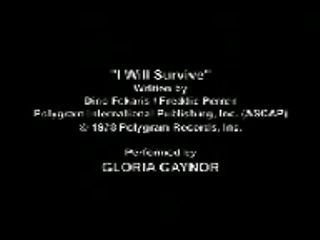 "I Will Survive"
Written by
Dino Fekaris / Freddie Perren
Polygram International Publishing, Inc. (ASCAP)
© 1978 Polygram Records, Inc.
Performed by
GLORIA GAYNOR